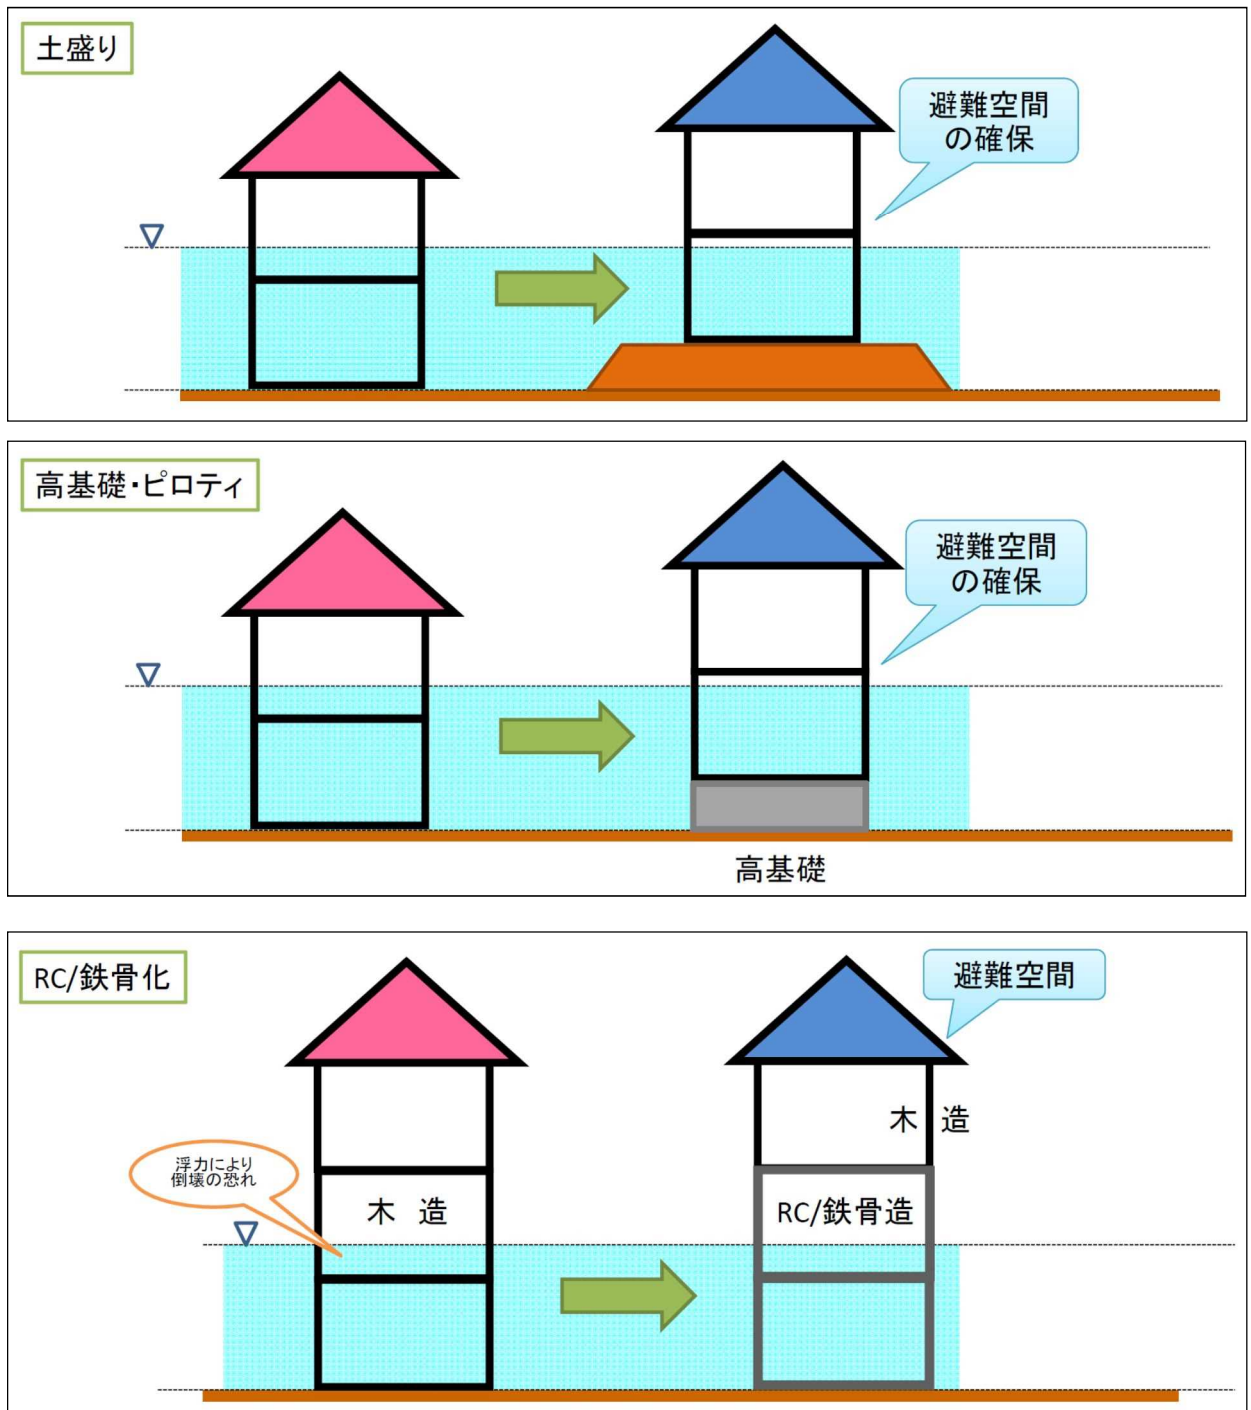 土盛り
避難空間
の確保
高基礎・ピロティ
避難空間
の確保
高基礎
RC/鉄骨化
避難空間
木 造
浮力により
倒壊の恐れ
木 造
RC/鉄骨造